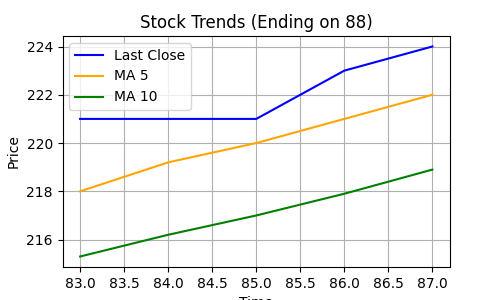 Stock Trends (Ending on 88)
224
222
220
218
216
Price
Last Close
MA 5
MA 10
83.0 83.5 84.0 84.5 85.0 85.5 86.0 86.5 87.0
Time